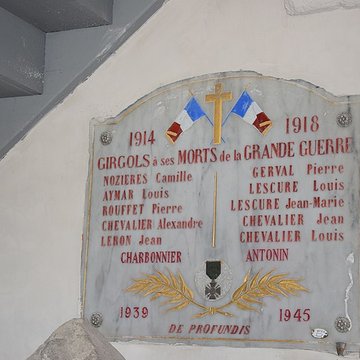 1914 1918
GIRGOLS à ses MORTS de la GRANDE GUERRE
NOZIERES Camille
AYMAR Louis
ROUFFET Pierre
CHEVALIER Alexandre
LERON Jean
GERVAL Pierre
LESCURE Louis
LESCURE Jean-Marie
CHEVALIER Jean
CHEVALIER Louis
CHARBONNIER ANTONIN
1939 1945
DE PROFUNDIS